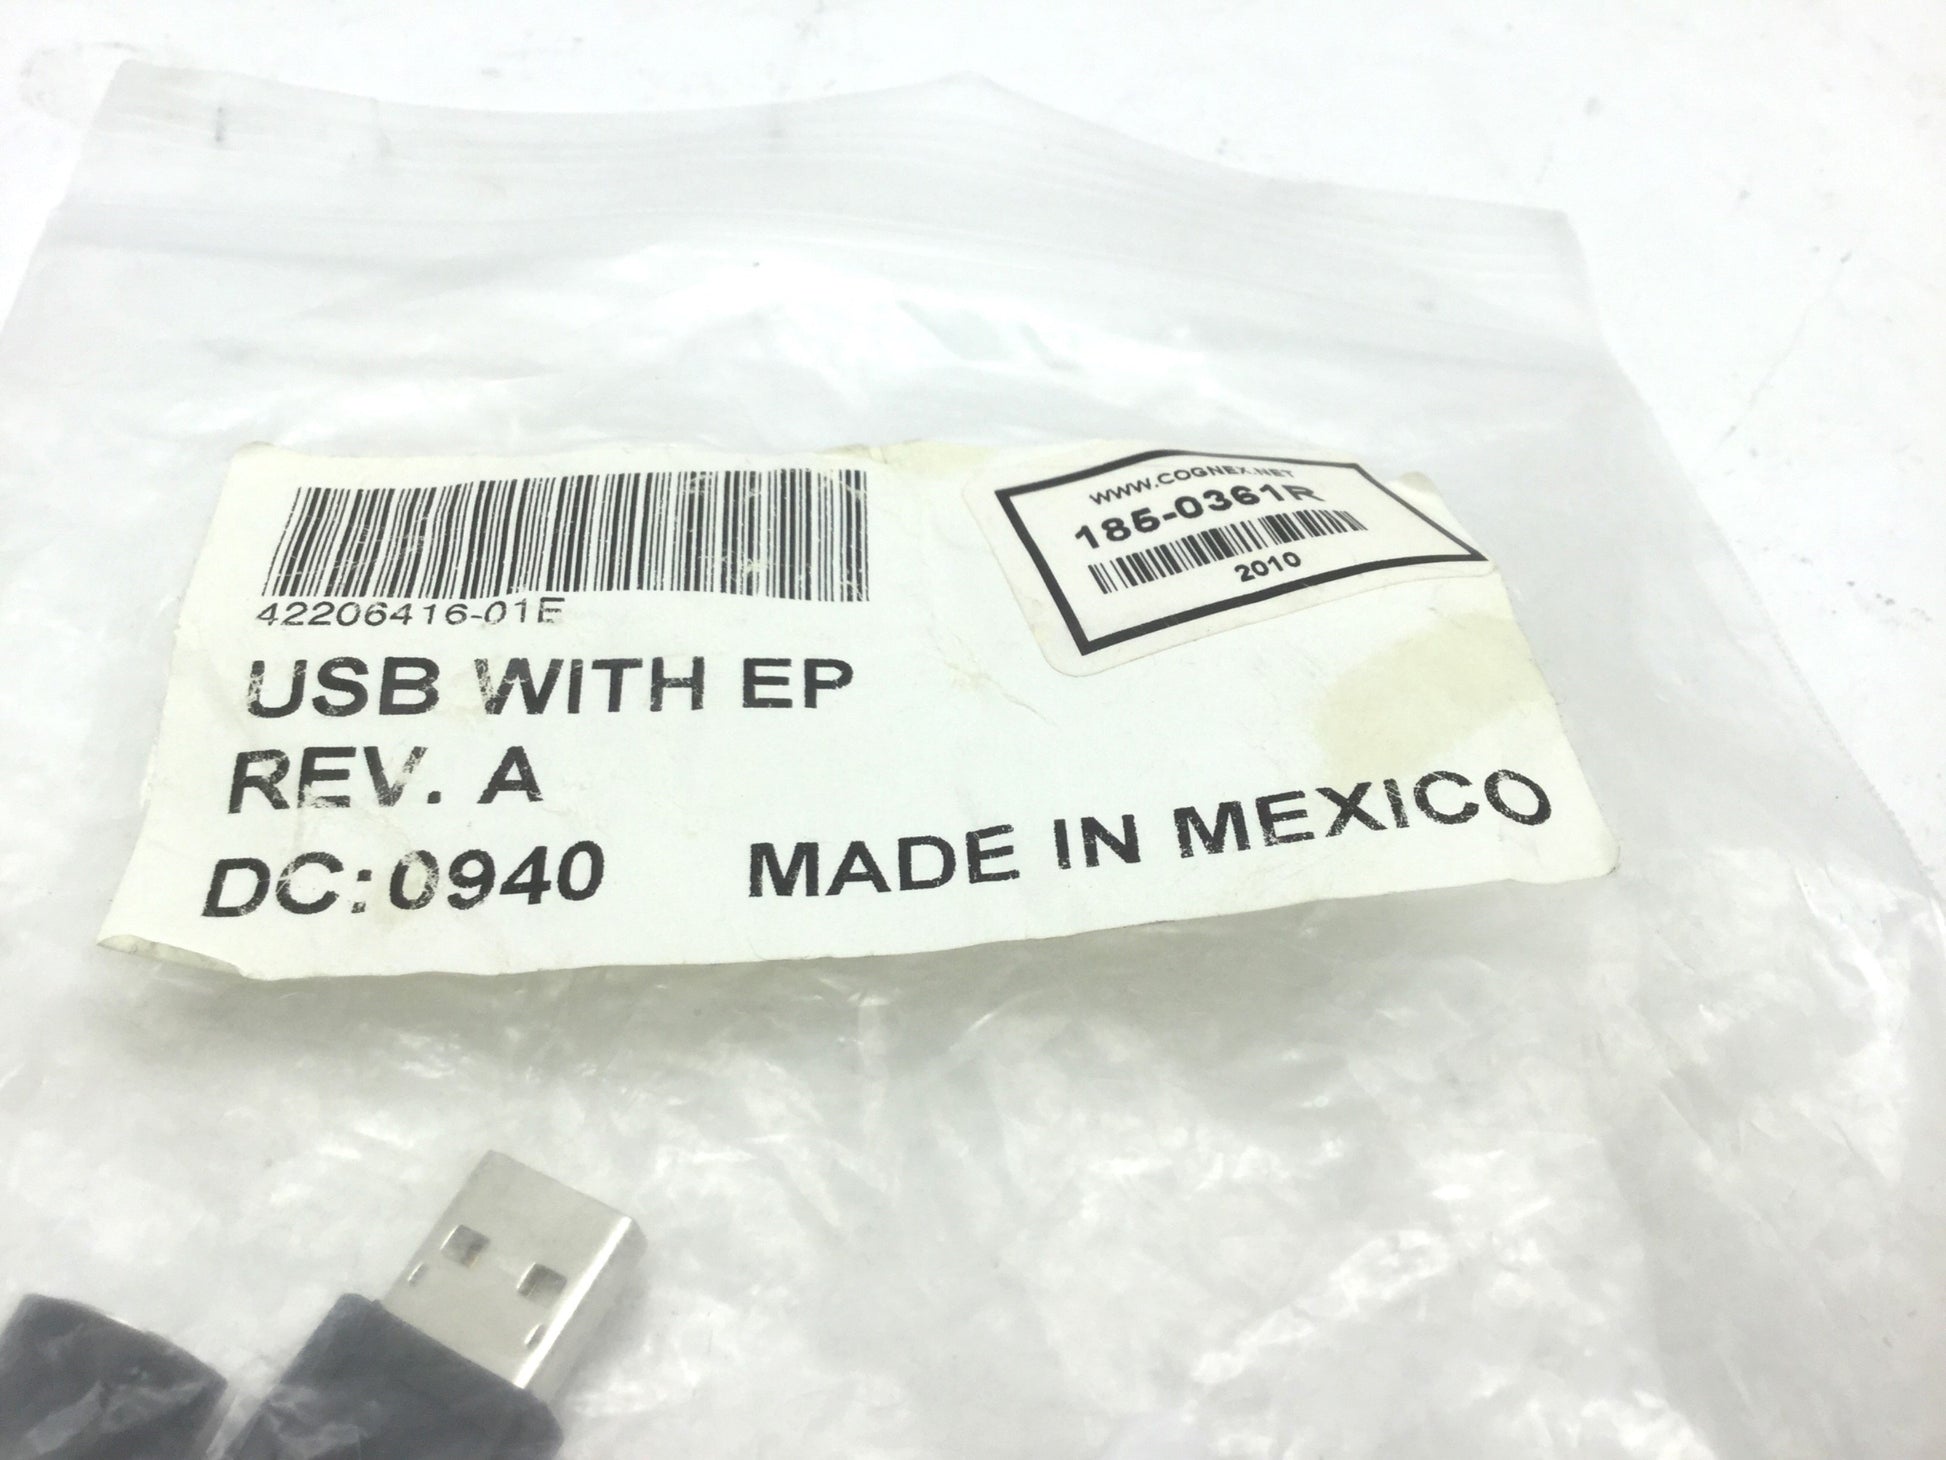 WWW.COGNEX.NET
185-0361R
2010
42206416-01E
USB WITH EP
REV. A
DC:0940 MADE IN MEXICO